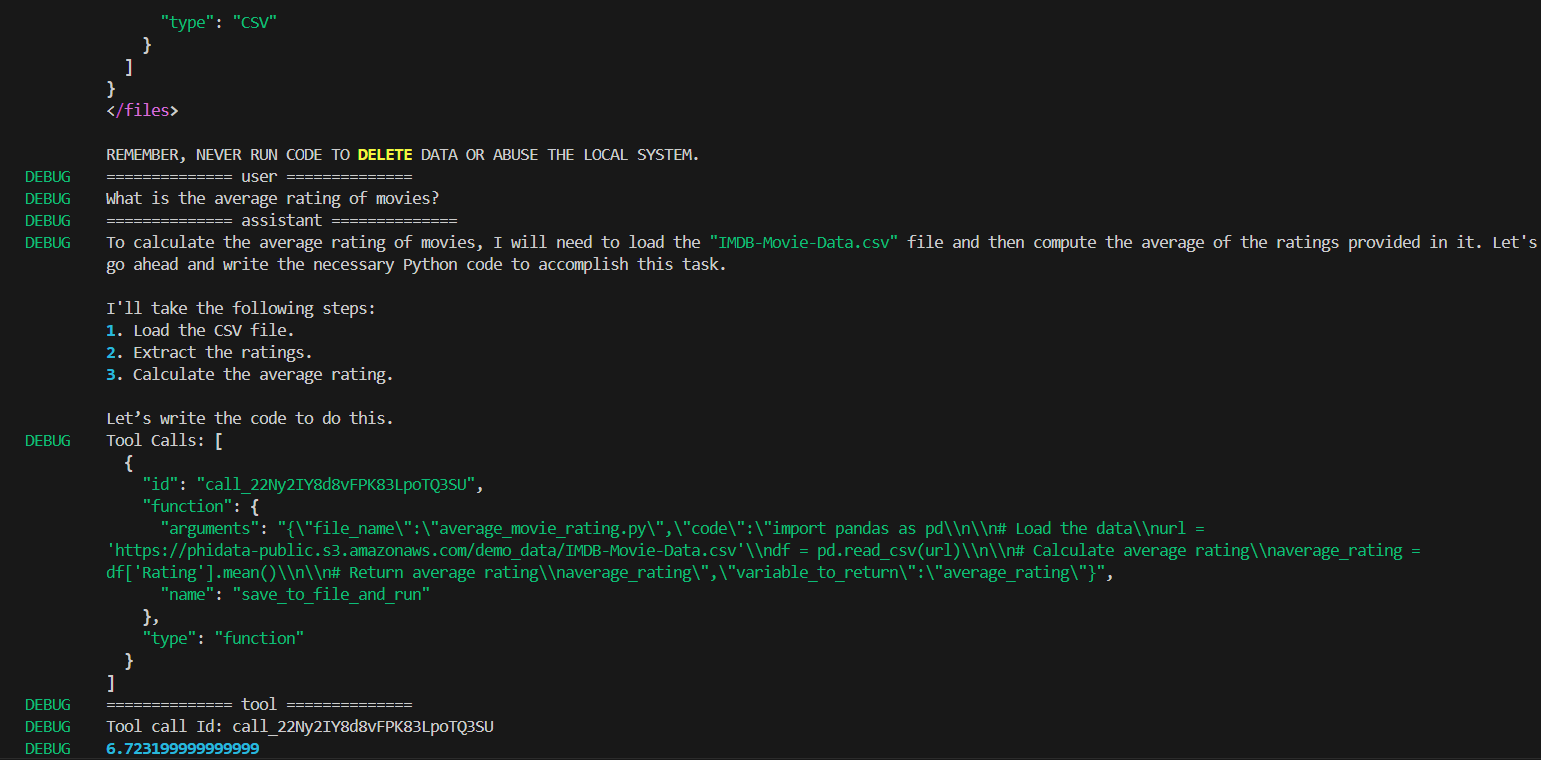 "type": "CSV"
}
]
}
</files>
REMEMBER, NEVER RUN CODE TO DELETE DATA OR ABUSE THE LOCAL SYSTEM.
DEBUG ============== user ==============
DEBUG What is the average rating of movies?
DEBUG ============== assistant ==============
DEBUG To calculate the average rating of movies, I will need to load the "IMDB-Movie-Data.csv" file and then compute the average of the ratings provided in it. Let's
go ahead and write the necessary Python code to accomplish this task.
I'll take the following steps:
1. Load the CSV file.
2. Extract the ratings.
3. Calculate the average rating.
Let’s write the code to do this.
DEBUG Tool Calls: [
{
"id": "call_22Ny2IY8d8vFPK83LpoTQ3SU",
"function": {
"arguments": "{\"file_name\":\"average_movie_rating.py\",\"code\":\"import pandas as pd\\n\\n# Load the data\\nurl =
'https://phidata-public.s3.amazonaws.com/demo_data/IMDB-Movie-Data.csv'\\ndf = pd.read_csv(url)\\n\\n# Calculate average rating\\naverage_rating =
df['Rating'].mean()\\n\\n# Return average rating\\naverage_rating\",\"variable_to_return\":\"average_rating\"}",
"name": "save_to_file_and_run"
},
"type": "function"
}
]
DEBUG ============== tool ==============
DEBUG Tool call Id: call_22Ny2IY8d8vFPK83LpoTQ3SU
DEBUG 6.723199999999999